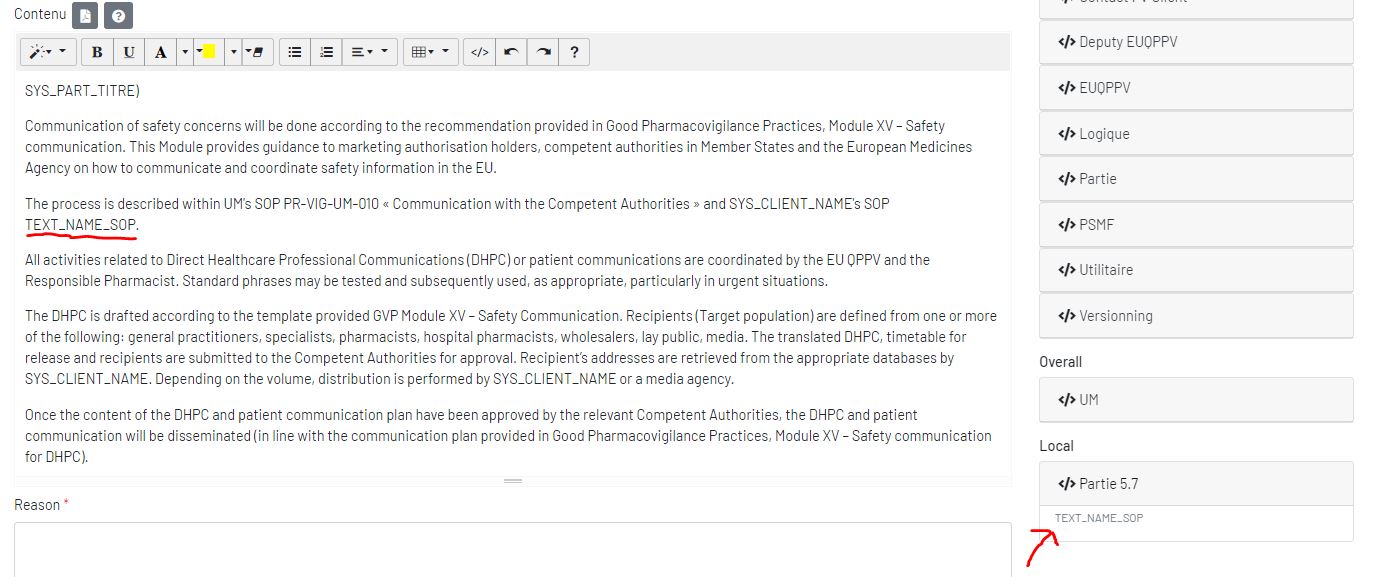 Contenu
B U A </> ?
SYS_PART_TITRE)
Communication of safety concerns will be done according to the recommendation provided in Good Pharmacovigilance Practices, Module XV – Safety
communication. This Module provides guidance to marketing authorisation holders, competent authorities in Member States and the European Medicines
Agency on how to communicate and coordinate safety information in the EU.
The process is described within UM's SOP PR-VIG-UM-010 « Communication with the Competent Authorities » and SYS_CLIENT_NAME's SOP
TEXT_NAME_SOP.
All activities related to Direct Healthcare Professional Communications (DHPC) or patient communications are coordinated by the EU QPPV and the
Responsible Pharmacist. Standard phrases may be tested and subsequently used, as appropriate, particularly in urgent situations.
The DHPC is drafted according to the template provided GVP Module XV – Safety Communication. Recipients (Target population) are defined from one or more
of the following: general practitioners, specialists, pharmacists, hospital pharmacists, wholesalers, lay public, media. The translated DHPC, timetable for
release and recipients are submitted to the Competent Authorities for approval. Recipient's addresses are retrieved from the appropriate databases by
SYS_CLIENT_NAME. Depending on the volume, distribution is performed by SYS_CLIENT_NAME or a media agency.
Once the content of the DHPC and patient communication plan have been approved by the relevant Competent Authorities, the DHPC and patient
communication will be disseminated (in line with the communication plan provided in Good Pharmacovigilance Practices, Module XV – Safety communication
for DHPC).
Reason *
</> Deputy EUQPPV
</> EUQPPV
</> Logique
</> Partie
</> PSMF
</> Utilitaire
</> Versionning
Overall
</> UM
Local
</> Partie 5.7
TEXT_NAME_SOP